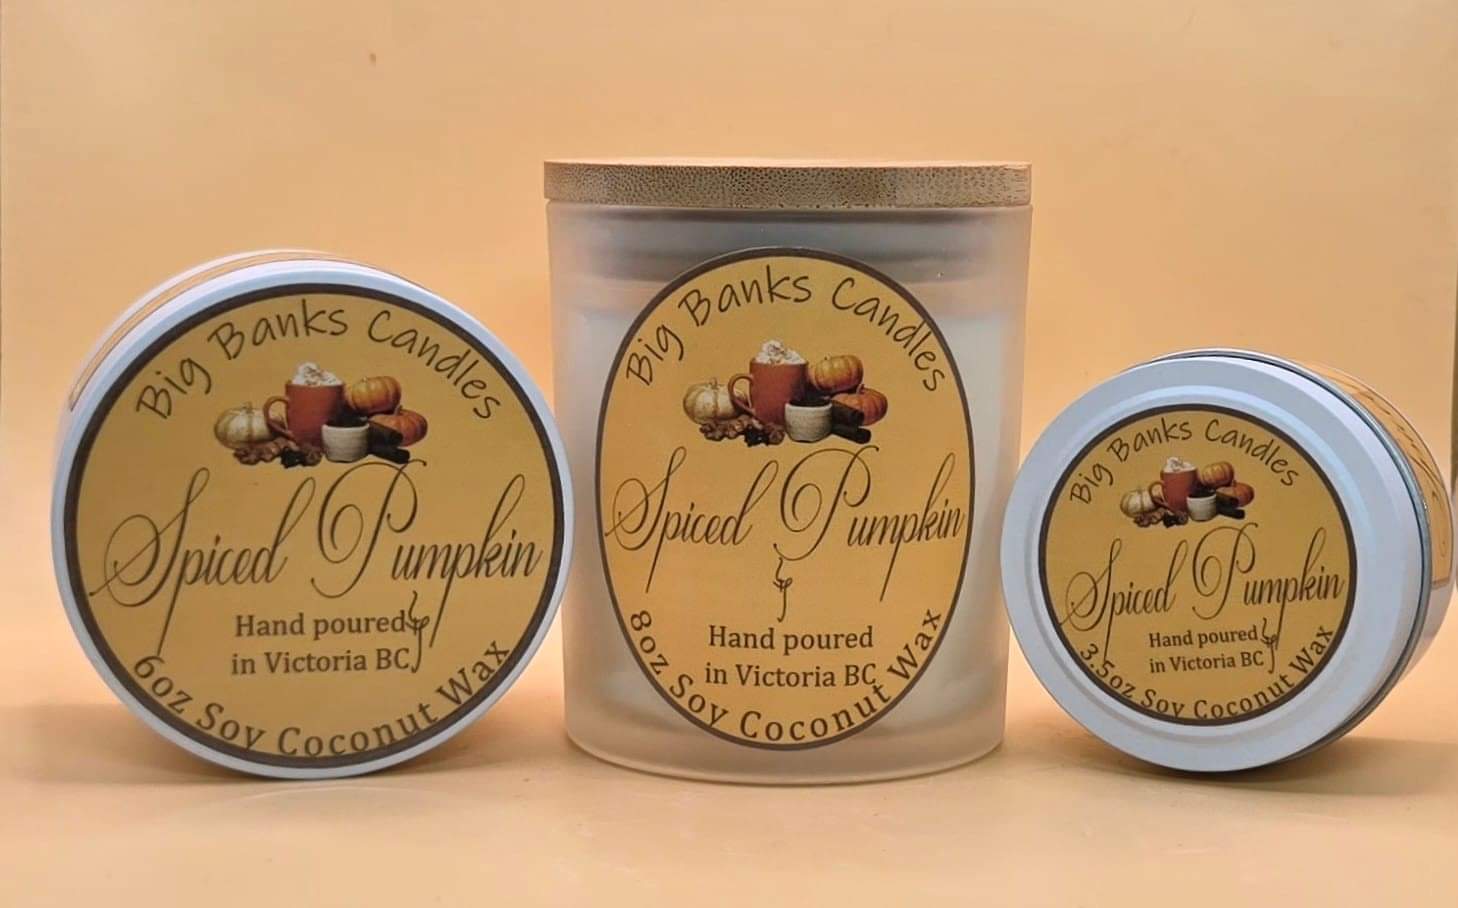 Big Banks Candles
Spiced Pumpkin
Hand poured
in Victoria BC
6oz Soy Coconut Wax
Big Banks Candles
Spiced Pumpkin
Hand poured
in Victoria BC
8oz Soy Coconut Wax
Big Banks Candles
Spiced Pumpkin
Hand poured
in Victoria BC
3.5oz Soy Coconut Wax